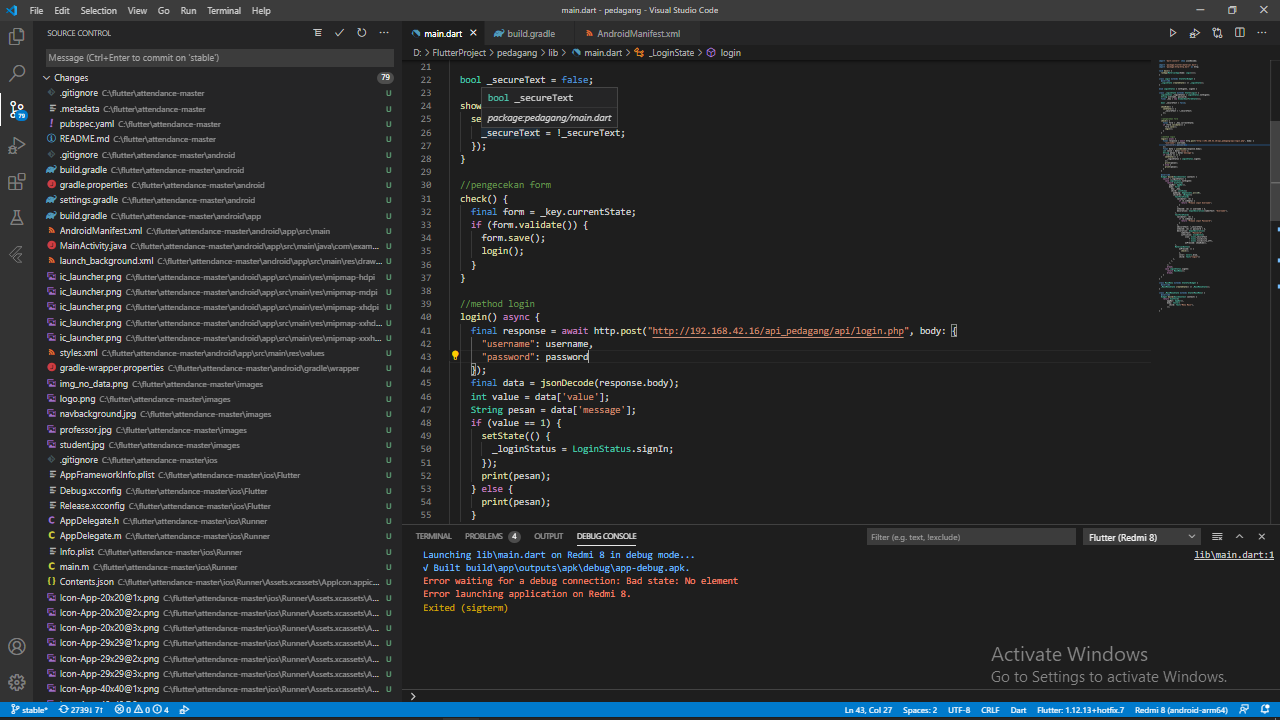 File Edit Selection View Go Run Terminal Help
main.dart - pedagang - Visual Studio Code
SOURCE CONTROL
Message (Ctrl+Enter to commit on 'stable')
Changes 79
.gitignore C:\flutter\attendance-master U
.metadata C:\flutter\attendance-master U
pubspec.yaml C:\flutter\attendance-master U
README.md C:\flutter\attendance-master U
.gitignore C:\flutter\attendance-master\android U
build.gradle C:\flutter\attendance-master\android U
gradle.properties C:\flutter\attendance-master\android U
settings.gradle C:\flutter\attendance-master\android U
build.gradle C:\flutter\attendance-master\android\app U
AndroidManifest.xml C:\flutter\attendance-master\android\app\src\main U
MainActivity.java C:\flutter\attendance-master\android\app\src\main\java\com\exam... U
launch_background.xml C:\flutter\attendance-master\android\app\src\main\res\draw... U
ic_launcher.png C:\flutter\attendance-master\android\app\src\main\res\mipmap-hdpi U
ic_launcher.png C:\flutter\attendance-master\android\app\src\main\res\mipmap-mdpi U
ic_launcher.png C:\flutter\attendance-master\android\app\src\main\res\mipmap-xhdpi U
ic_launcher.png C:\flutter\attendance-master\android\app\src\main\res\mipmap-xxhd... U
ic_launcher.png C:\flutter\attendance-master\android\app\src\main\res\mipmap-xxxh... U
styles.xml C:\flutter\attendance-master\android\app\src\main\res\values U
gradle-wrapper.properties C:\flutter\attendance-master\android\gradle\wrapper U
img_no_data.png C:\flutter\attendance-master\images U
logo.png C:\flutter\attendance-master\images U
navbackground.jpg C:\flutter\attendance-master\images U
professor.jpg C:\flutter\attendance-master\images U
student.jpg C:\flutter\attendance-master\images U
.gitignore C:\flutter\attendance-master\ios U
AppFrameworkInfo.plist C:\flutter\attendance-master\ios\Flutter U
Debug.xcconfig C:\flutter\attendance-master\ios\Flutter U
Release.xcconfig C:\flutter\attendance-master\ios\Flutter U
AppDelegate.h C:\flutter\attendance-master\ios\Runner U
AppDelegate.m C:\flutter\attendance-master\ios\Runner U
Info.plist C:\flutter\attendance-master\ios\Runner U
main.m C:\flutter\attendance-master\ios\Runner U
Contents.json C:\flutter\attendance-master\ios\Runner\Assets.xcassets\AppIcon.appic... U
Icon-App-20x20@1x.png C:\flutter\attendance-master\ios\Runner\Assets.xcassets\A... U
Icon-App-20x20@2x.png C:\flutter\attendance-master\ios\Runner\Assets.xcassets\A... U
Icon-App-20x20@3x.png C:\flutter\attendance-master\ios\Runner\Assets.xcassets\A... U
Icon-App-29x29@1x.png C:\flutter\attendance-master\ios\Runner\Assets.xcassets\A... U
Icon-App-29x29@2x.png C:\flutter\attendance-master\ios\Runner\Assets.xcassets\A... U
Icon-App-29x29@3x.png C:\flutter\attendance-master\ios\Runner\Assets.xcassets\A... U
Icon-App-40x40@1x.png C:\flutter\attendance-master\ios\Runner\Assets.xcassets\A... U
79
main.dart build.gradle AndroidManifest.xml
D: > FlutterProject > pedagang > lib > main.dart > _LoginState > login
21
22 bool _secureText = false;
23
bool _secureText
24 show
package:pedagang/main.dart
25 se
26 _secureText = !_secureText;
27 });
28 }
29
30 //pengecekan form
31 check() {
32 final form = _key.currentState;
33 if (form.validate()) {
34 form.save();
35 login();
36 }
37 }
38
39 //method login
40 login() async {
41 final response = await http.post("http://192.168.42.16/api_pedagang/api/login.php", body: {
42 "username": username,
43 "password": password
44 });
45 final data = jsonDecode(response.body);
46 int value = data['value'];
47 String pesan = data['message'];
48 if (value == 1) {
49 setState(() {
50 _loginStatus = LoginStatus.signIn;
51 });
52 print(pesan);
53 } else {
54 print(pesan);
55 }
TERMINAL PROBLEMS 4 OUTPUT DEBUG CONSOLE
Filter (e.g. text, !exclude)
Flutter (Redmi 8)
Launching lib\main.dart on Redmi 8 in debug mode... lib\main.dart:1
√ Built build\app\outputs\apk\debug\app-debug.apk.
Error waiting for a debug connection: Bad state: No element
Error launching application on Redmi 8.
Exited (sigterm)
Activate Windows
Go to Settings to activate Windows.
stable* 2739↓ 7↑ 0 0 4
Ln 43, Col 27 Spaces: 2 UTF-8 CRLF Dart Flutter: 1.12.13+hotfix.7 Redmi 8 (android-arm64)